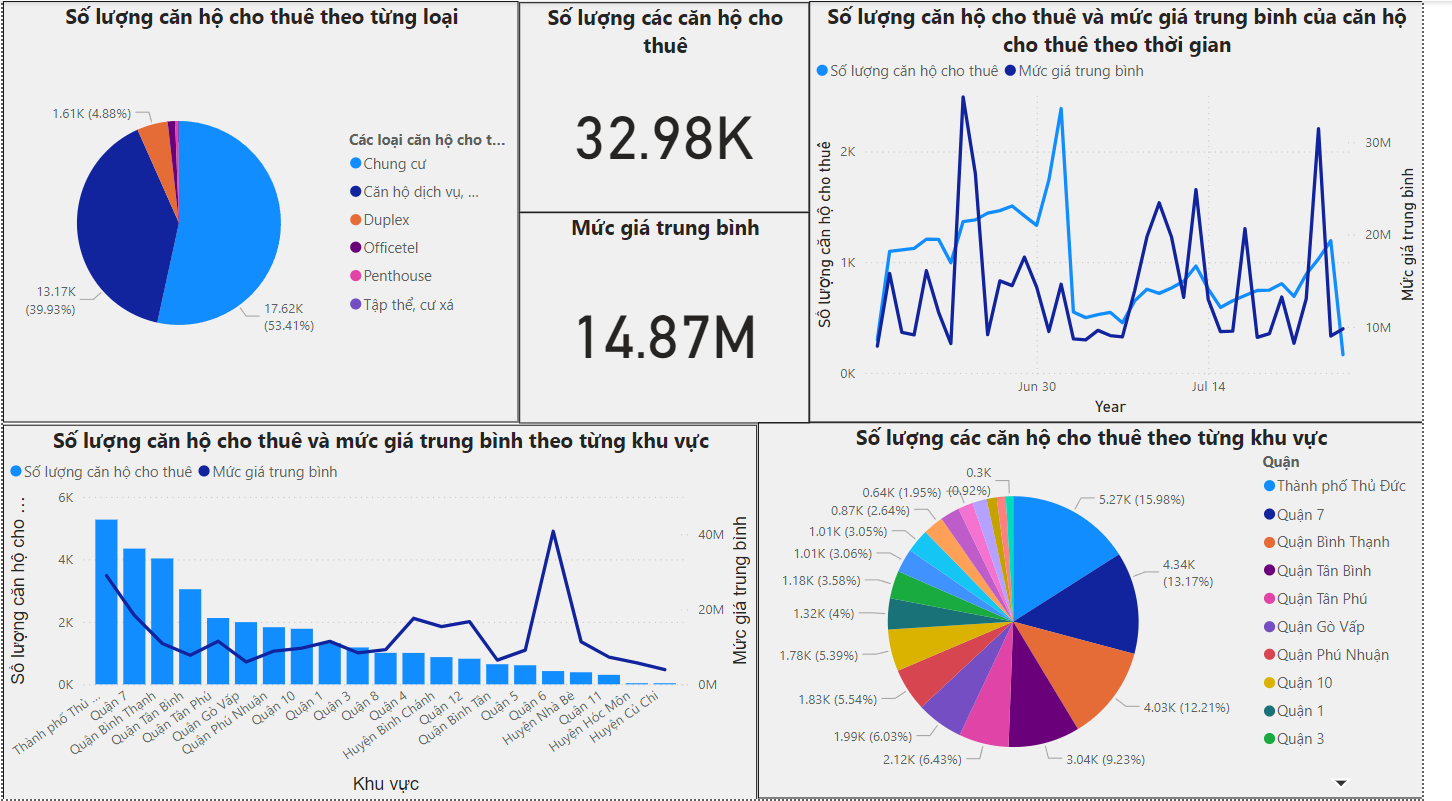 Số lượng căn hộ cho thuê theo từng loại
1.61K (4.88%)
13.17K
(39.93%)
17.62K
(53.41%)
Các loại căn hộ cho t...
Chung cư
Căn hộ dịch vụ, ...
Duplex
Officetel
Penthouse
Tập thể, cư xá
Số lượng các căn hộ cho
thuê
32.98K
Mức giá trung bình
14.87M
Số lượng căn hộ cho thuê và mức giá trung bình của căn hộ
cho thuê theo thời gian
Số lượng căn hộ cho thuê
Mức giá trung bình
Số lượng căn hộ cho thuê
2K
1K
0K
30M
20M
10M
Mức giá trung bình
Jun 30
Jul 14
Year
Số lượng căn hộ cho thuê và mức giá trung bình theo từng khu vực
Số lượng căn hộ cho thuê
Mức giá trung bình
Số lượng căn hộ cho ...
6K
4K
2K
0K
40M
20M
0M
Mức giá trung bình
Thành phố Thủ ...
Quận 7
Quận Bình Thạnh
Quận Tân Bình
Quận Tân Phú
Quận Gò Vấp
Quận Phú Nhuận
Quận 10
Quận 1
Quận 3
Quận 8
Quận 4
Huyện Bình Chánh
Quận 12
Quận Bình Tân
Quận 5
Quận 6
Huyện Nhà Bè
Quận 11
Huyện Hóc Môn
Huyện Củ Chi
Khu vực
Số lượng các căn hộ cho thuê theo từng khu vực
0.3K
(0.92%)
0.64K (1.95%)
0.87K (2.64%)
1.01K (3.05%)
1.01K (3.06%)
1.18K (3.58%)
1.32K (4%)
1.78K (5.39%)
1.83K (5.54%)
1.99K (6.03%)
2.12K (6.43%)
3.04K (9.23%)
4.03K (12.21%)
4.34K
(13.17%)
5.27K (15.98%)
Quận
Thành phố Thủ Đức
Quận 7
Quận Bình Thạnh
Quận Tân Bình
Quận Tân Phú
Quận Gò Vấp
Quận Phú Nhuận
Quận 10
Quận 1
Quận 3